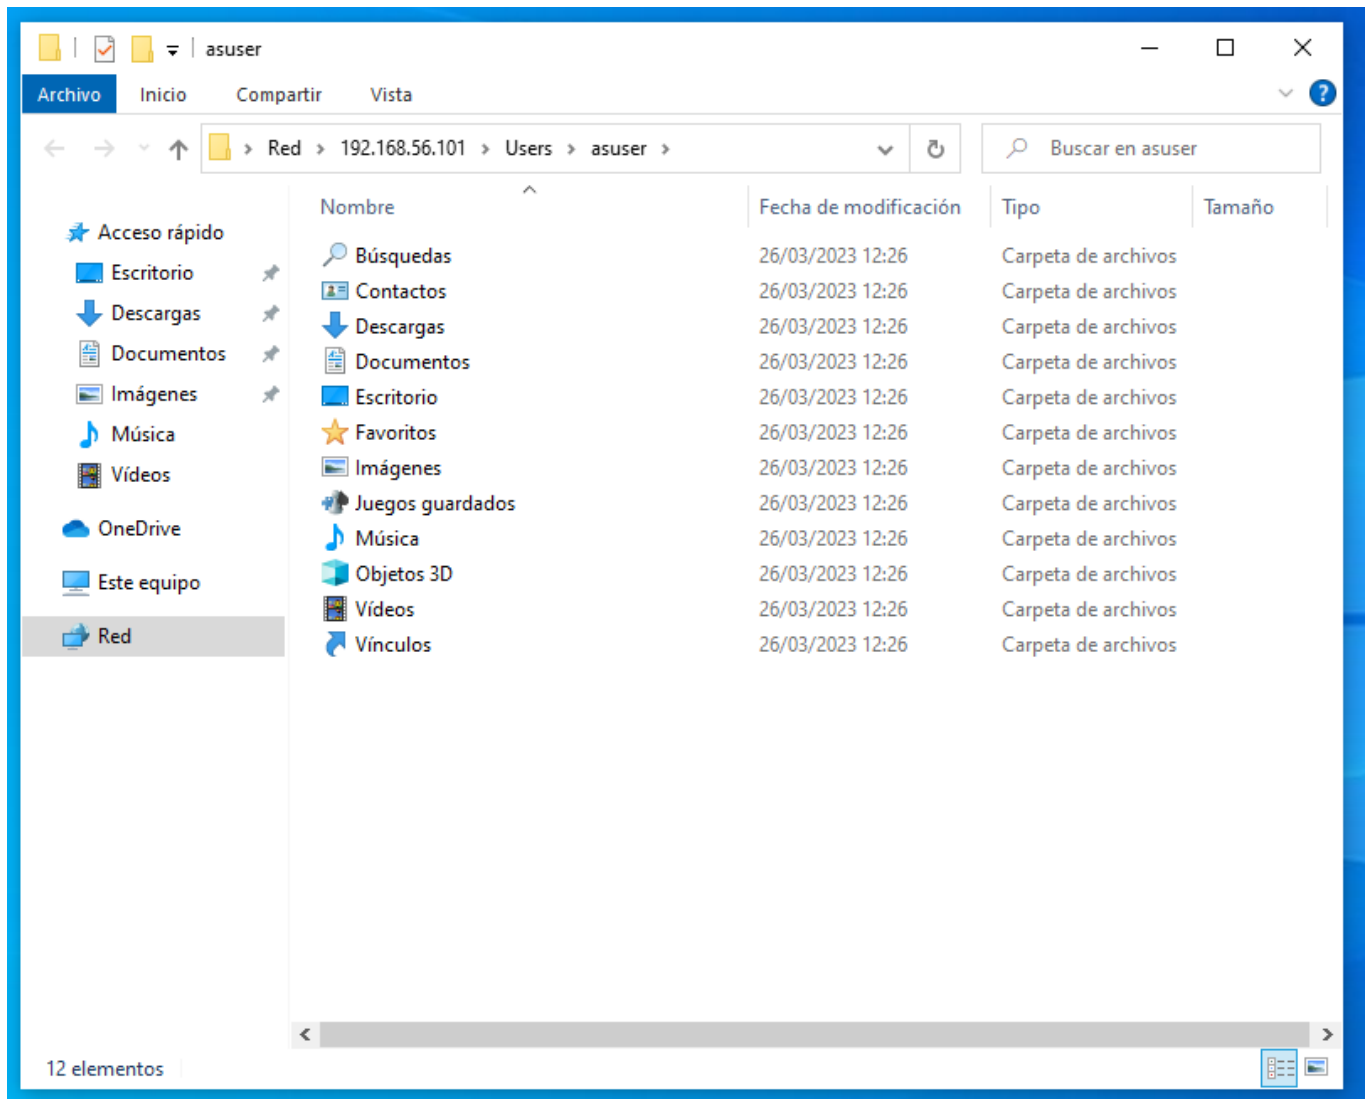 asuser
Archivo Inicio Compartir Vista ?
Red > 192.168.56.101 > Users > asuser > Buscar en asuser
Acceso rápido
Escritorio
Descargas
Documentos
Imágenes
Música
Vídeos
OneDrive
Este equipo
Red
Nombre Fecha de modificación Tipo Tamaño
Búsquedas 26/03/2023 12:26 Carpeta de archivos
Contactos 26/03/2023 12:26 Carpeta de archivos
Descargas 26/03/2023 12:26 Carpeta de archivos
Documentos 26/03/2023 12:26 Carpeta de archivos
Escritorio 26/03/2023 12:26 Carpeta de archivos
Favoritos 26/03/2023 12:26 Carpeta de archivos
Imágenes 26/03/2023 12:26 Carpeta de archivos
Juegos guardados 26/03/2023 12:26 Carpeta de archivos
Música 26/03/2023 12:26 Carpeta de archivos
Objetos 3D 26/03/2023 12:26 Carpeta de archivos
Vídeos 26/03/2023 12:26 Carpeta de archivos
Vínculos 26/03/2023 12:26 Carpeta de archivos
12 elementos